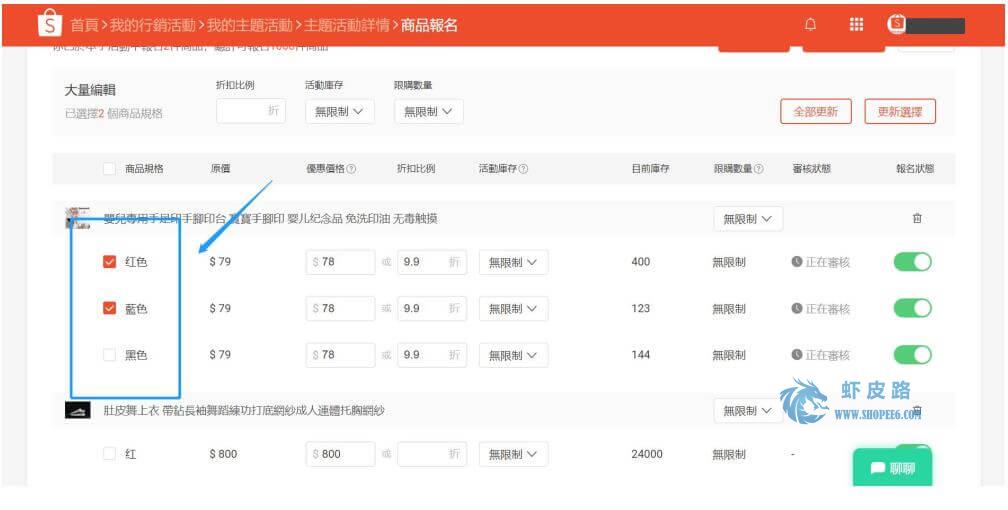 首頁>我的行銷活動>我的主題活動>主題活動詳情>商品報名
大量編輯
已選擇2 個商品規格
折扣比例
活動庫存
限購數量
折
無限制
無限制
全部更新
更新選擇
商品規格 原價 優惠價格 折扣比例 活動庫存 目前庫存 限購數量 審核狀態 報名狀態
嬰兒專用手足印手腳印台 寶寶手腳印 嬰儿纪念品 免洗印油 无毒触摸 無限制
红色 $ 79 $ 78 或 9.9 折 無限制 400 無限制 正在審核
藍色 $ 79 $ 78 或 9.9 折 無限制 123 無限制 正在審核
黑色 $ 79 $ 78 或 9.9 折 無限制 144 無限制 正在審核
肚皮舞上衣 帶鉆長袖舞蹈練功打底網紗成人連體托胸網紗 無限制
虾皮路
WWW.SHOPEE6.COM
红 $ 800 $ 800 或 折 無限制 24000 無限制 -
聊聊